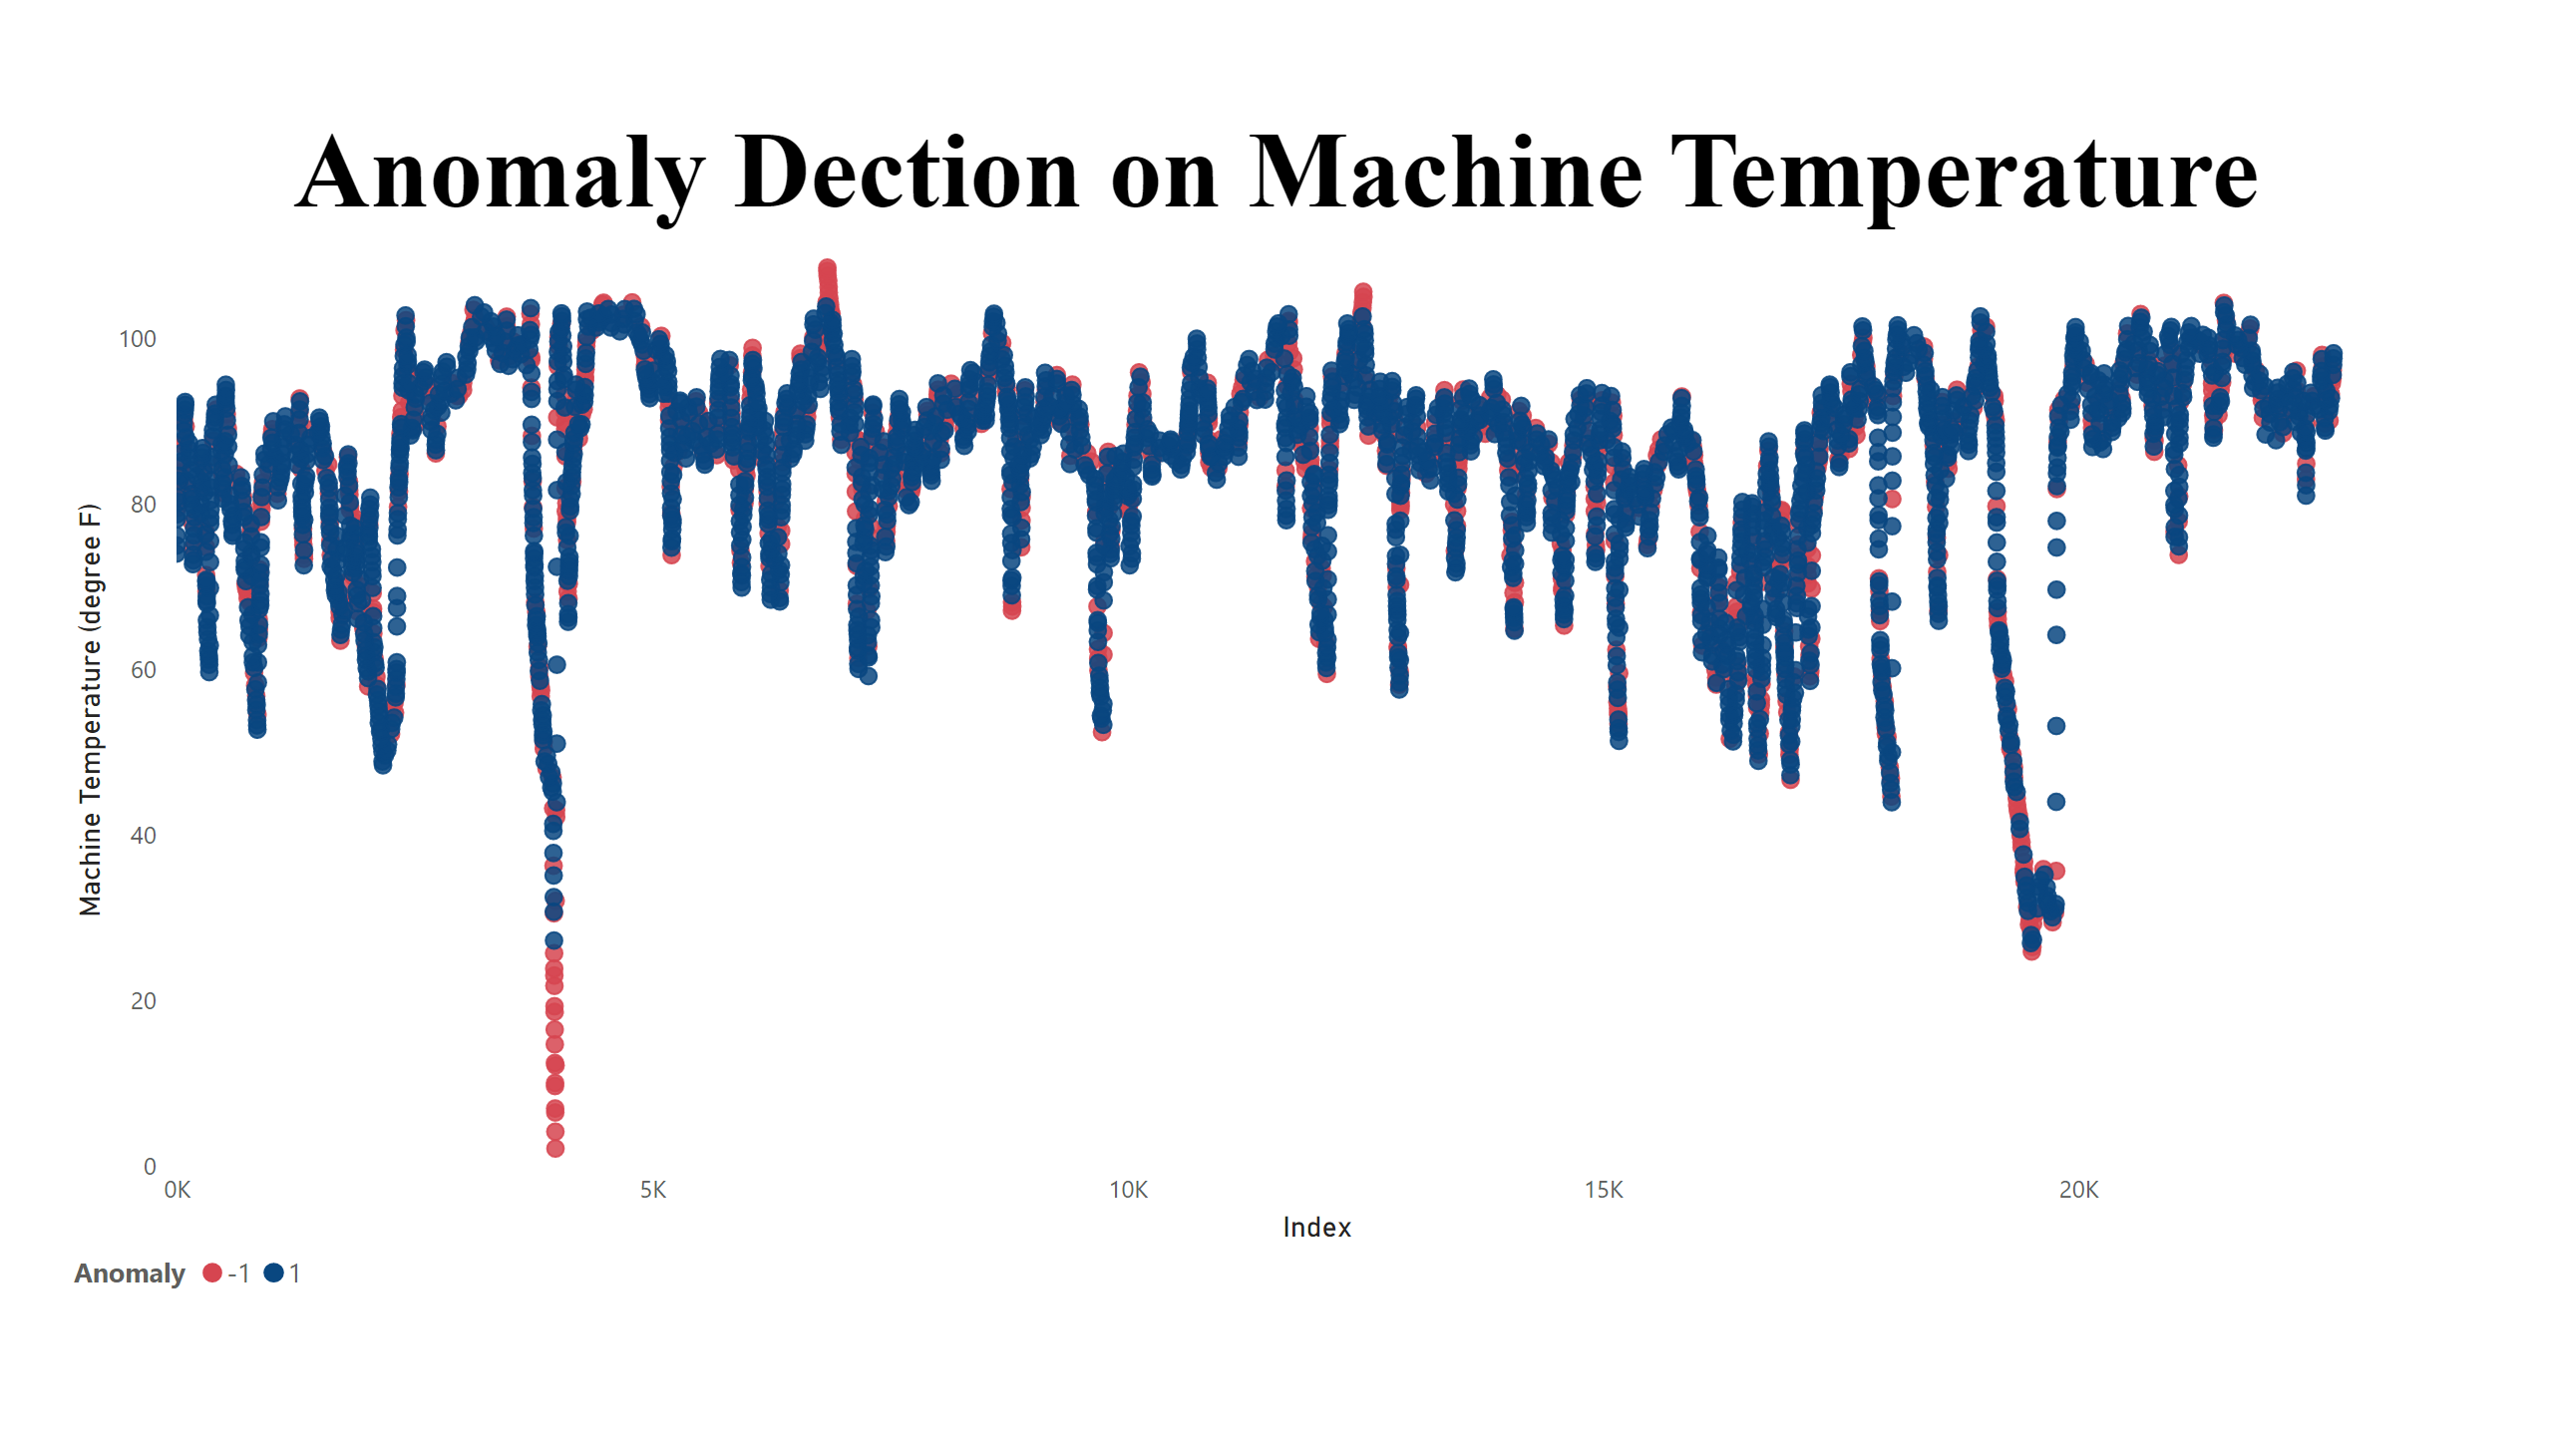 Anomaly Dection on Machine Temperature
Machine Temperature (degree F)
100
80
60
40
20
0
0K 5K 10K 15K 20K
Index
Anomaly -1 1